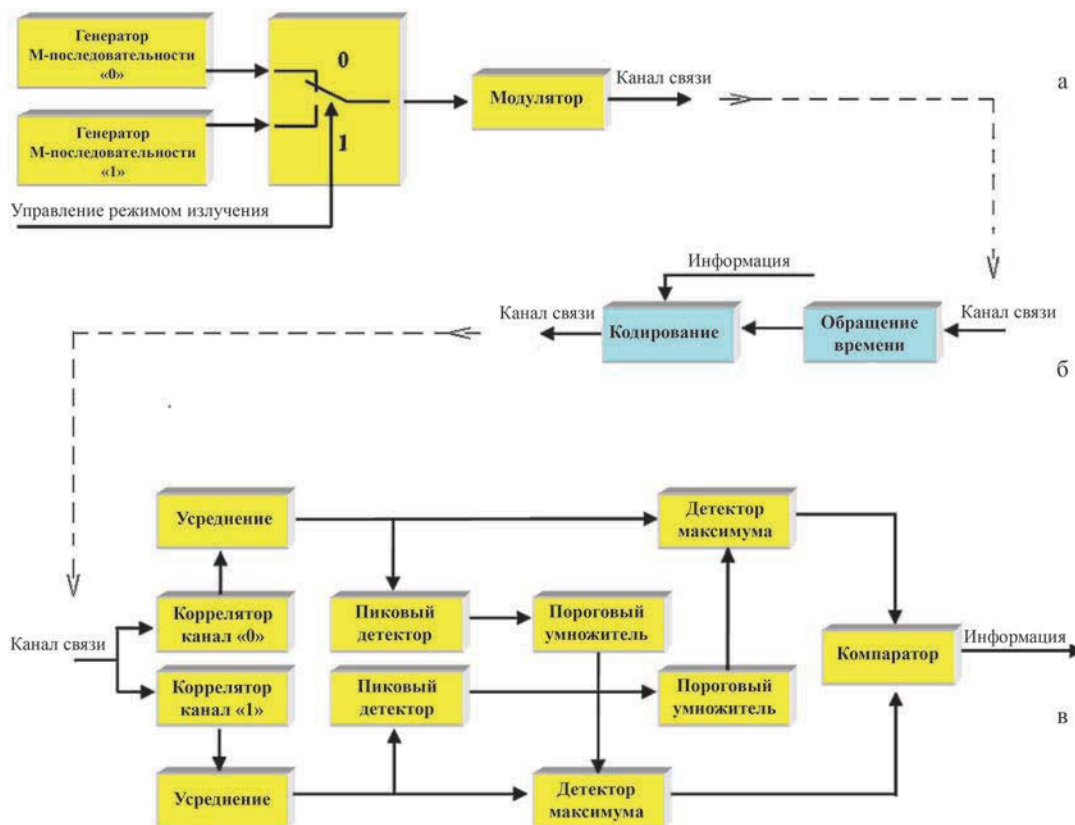 Генератор
М-последовательности
«0»
0
Модулятор
Канал связи
а
Генератор
М-последовательности
«1»
1
Управление режимом излучения
Информация
Канал связи
Кодирование
Обращение
времени
Канал связи
б
Усреднение
Детектор
максимума
Коррелятор
канал «0»
Пиковый
детектор
Пороговый
умножитель
Канал связи
Компаратор
Информация
Коррелятор
канал «1»
Пиковый
детектор
Пороговый
умножитель
в
Усреднение
Детектор
максимума